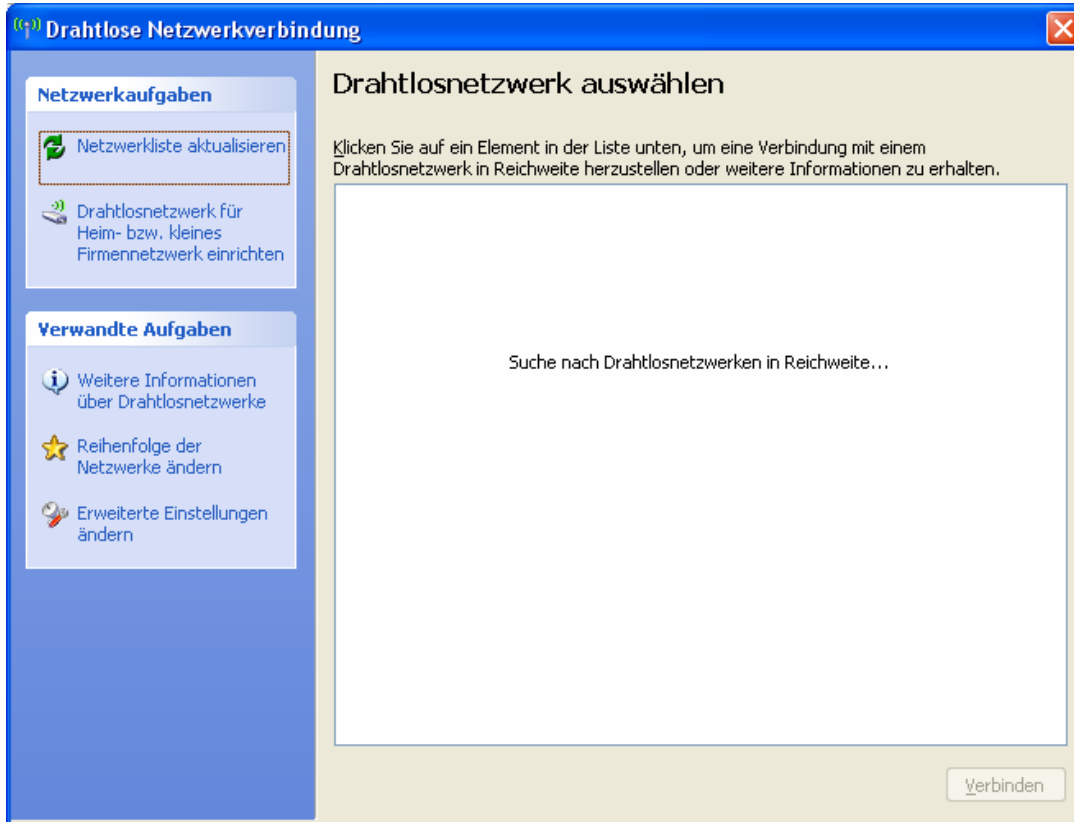 Drahtlose Netzwerkverbindung
Netzwerkaufgaben
Netzwerkliste aktualisieren
Drahtlosnetzwerk für
Heim- bzw. kleines
Firmennetzwerk einrichten
Verwandte Aufgaben
Weitere Informationen
über Drahtlosnetzwerke
Reihenfolge der
Netzwerke ändern
Erweiterte Einstellungen
ändern
Drahtlosnetzwerk auswählen
Klicken Sie auf ein Element in der Liste unten, um eine Verbindung mit einem
Drahtlosnetzwerk in Reichweite herzustellen oder weitere Informationen zu erhalten.
Suche nach Drahtlosnetzwerken in Reichweite...
Verbinden